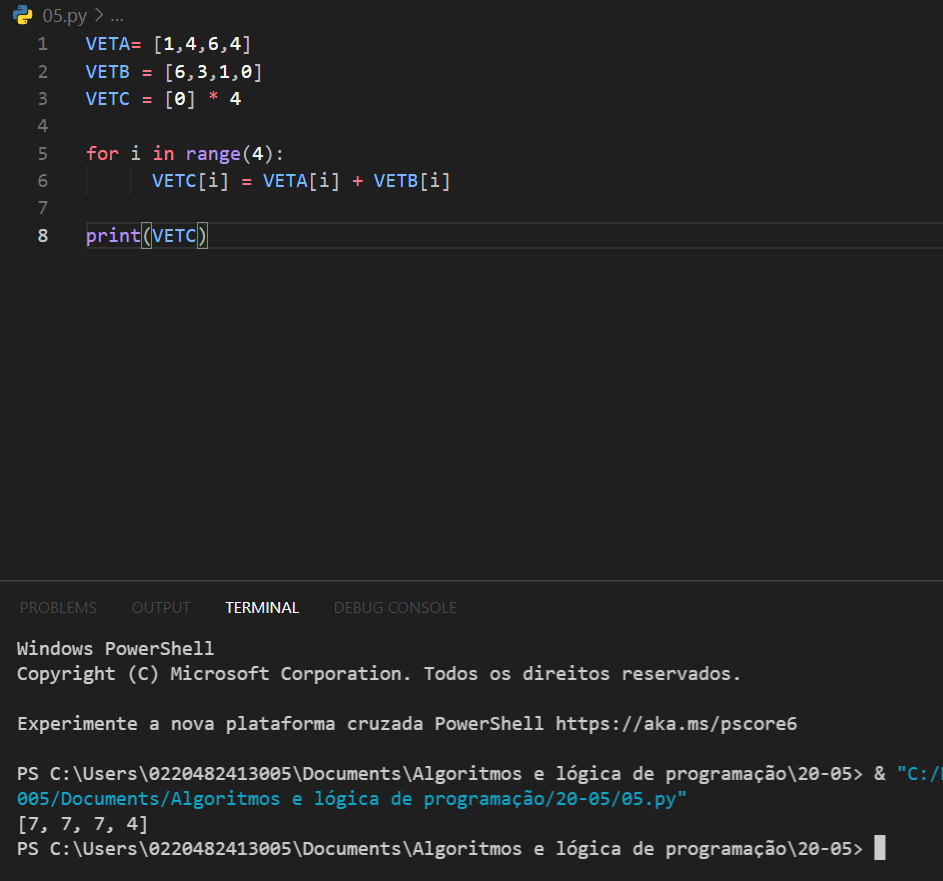 05.py > ...
1 VETA= [1,4,6,4]
2 VETB = [6,3,1,0]
3 VETC = [0] * 4
4
5 for i in range(4):
6 VETC[i] = VETA[i] + VETB[i]
7
8 print(VETC)
PROBLEMS OUTPUT TERMINAL DEBUG CONSOLE
Windows PowerShell
Copyright (C) Microsoft Corporation. Todos os direitos reservados.
Experimente a nova plataforma cruzada PowerShell https://aka.ms/pscore6
PS C:\Users\0220482413005\Documents\Algoritmos e lógica de programação\20-05> & "C:/
005/Documents/Algoritmos e lógica de programação/20-05/05.py"
[7, 7, 7, 4]
PS C:\Users\0220482413005\Documents\Algoritmos e lógica de programação\20-05>